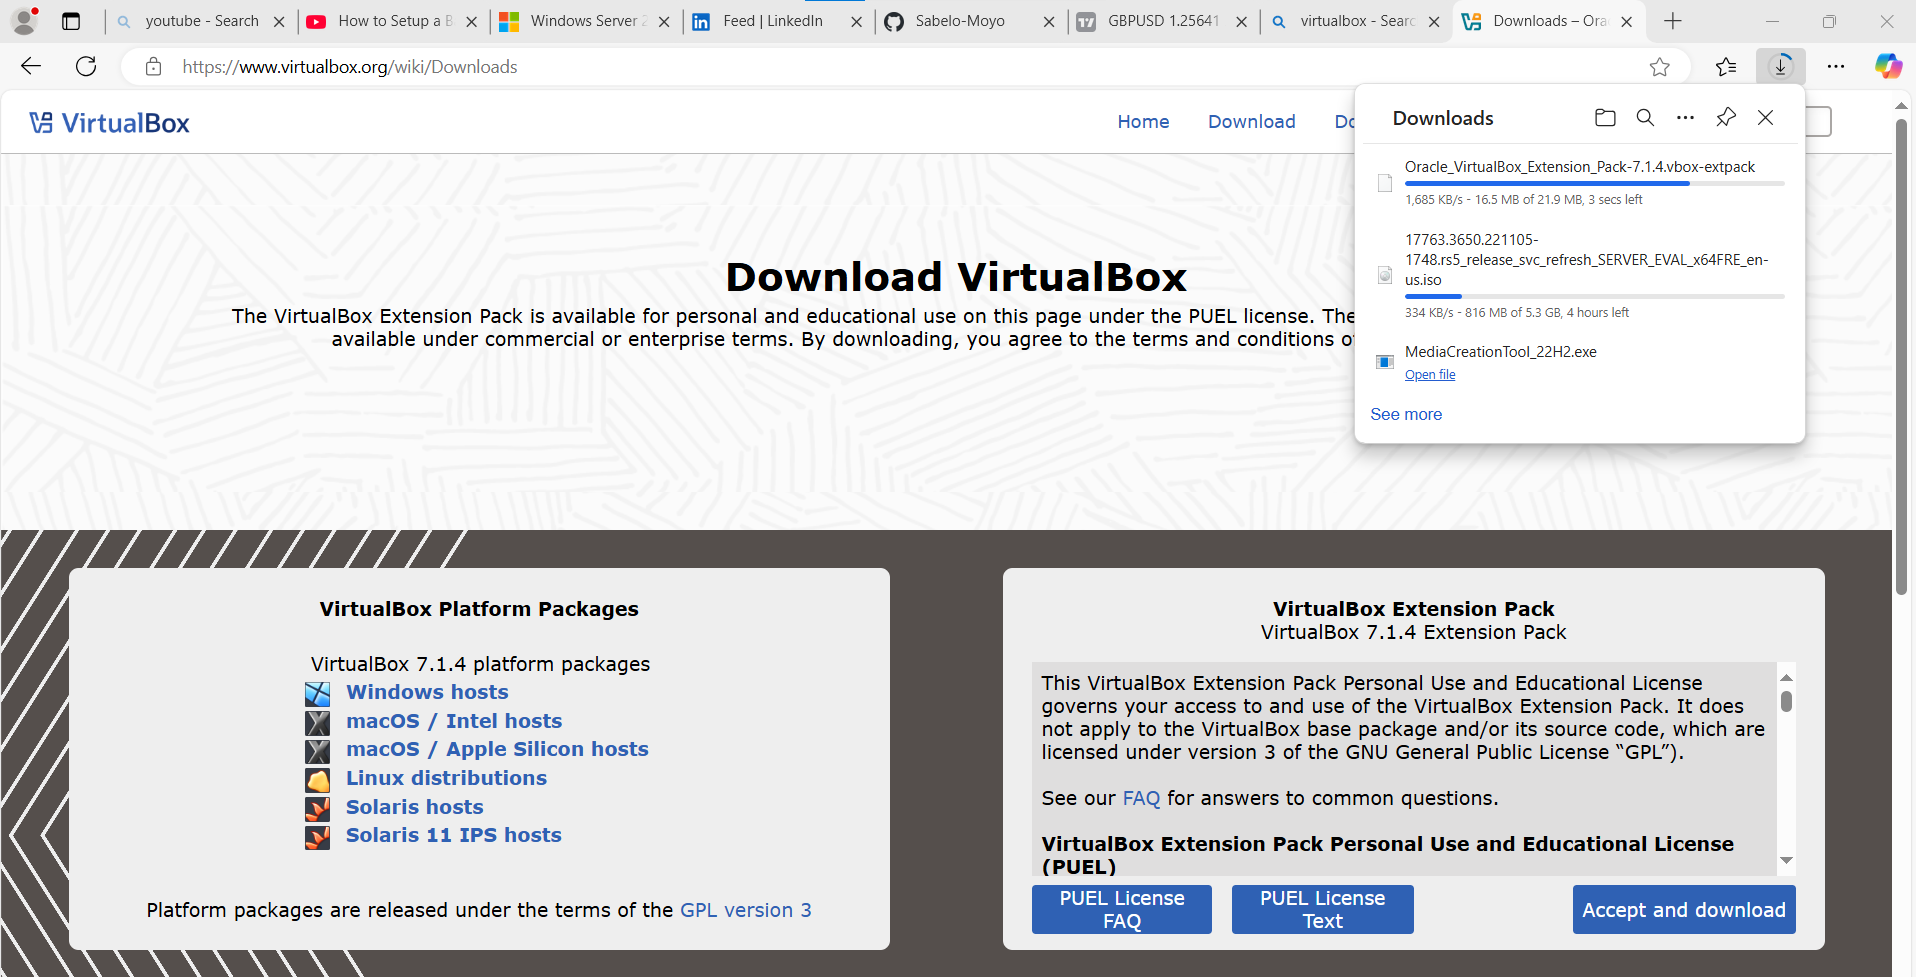 youtube - Search
How to Setup a B
Windows Server 2
Feed | LinkedIn
Sabelo-Moyo
GBPUSD 1.25641
virtualbox - Searc
Downloads – Ora
https://www.virtualbox.org/wiki/Downloads
VirtualBox
Home
Download
Do
Downloads
Oracle_VirtualBox_Extension_Pack-7.1.4.vbox-extpack
1,685 KB/s - 16.5 MB of 21.9 MB, 3 secs left
17763.3650.221105-
1748.rs5_release_svc_refresh_SERVER_EVAL_x64FRE_en-
us.iso
334 KB/s - 816 MB of 5.3 GB, 4 hours left
MediaCreationTool_22H2.exe
Open file
See more
Download VirtualBox
The VirtualBox Extension Pack is available for personal and educational use on this page under the PUEL license. The
available under commercial or enterprise terms. By downloading, you agree to the terms and conditions o
VirtualBox Platform Packages
VirtualBox 7.1.4 platform packages
Windows hosts
macOS / Intel hosts
macOS / Apple Silicon hosts
Linux distributions
Solaris hosts
Solaris 11 IPS hosts
Platform packages are released under the terms of the GPL version 3
VirtualBox Extension Pack
VirtualBox 7.1.4 Extension Pack
This VirtualBox Extension Pack Personal Use and Educational License
governs your access to and use of the VirtualBox Extension Pack. It does
not apply to the VirtualBox base package and/or its source code, which are
licensed under version 3 of the GNU General Public License “GPL”).
See our FAQ for answers to common questions.
VirtualBox Extension Pack Personal Use and Educational License
(PUEL)
PUEL License
FAQ
PUEL License
Text
Accept and download